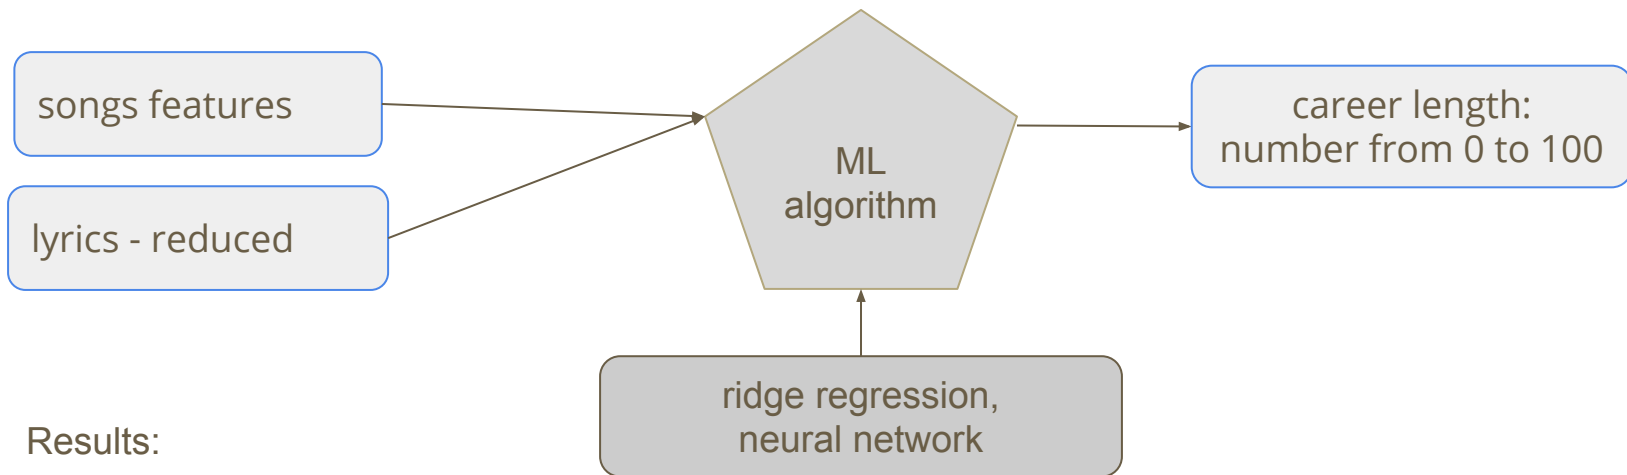 songs features
lyrics - reduced
ML
algorithm
career length:
number from 0 to 100
ridge regression,
neural network
Results: